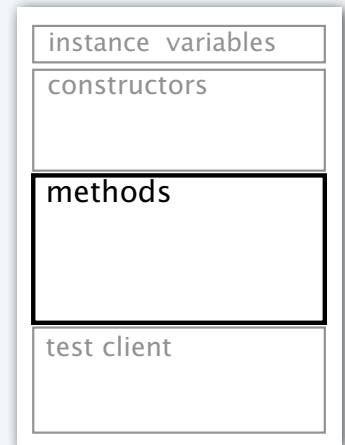 instance variables
constructors
methods
test client